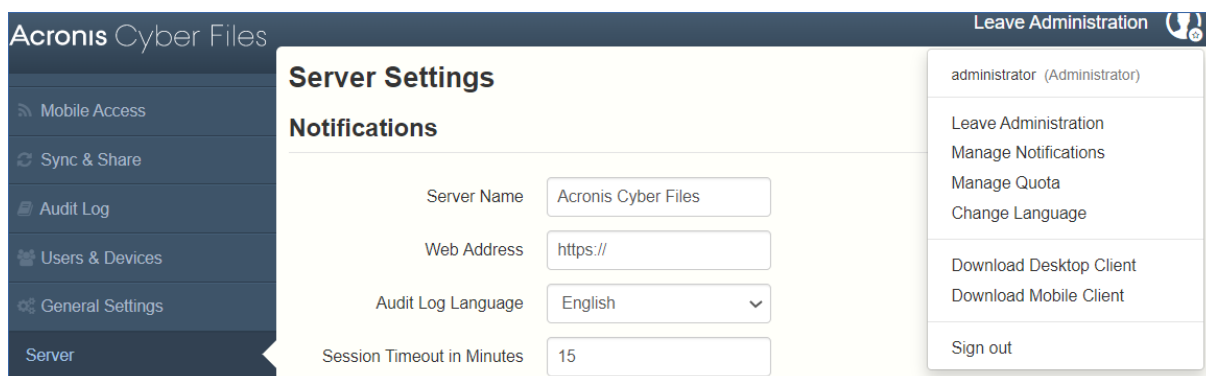 Acronis Cyber Files
Leave Administration
Mobile Access
Sync & Share
Audit Log
Users & Devices
General Settings
Server
Server Settings
Notifications
Server Name
Acronis Cyber Files
Web Address
https://
Audit Log Language
English
Session Timeout in Minutes
15
administrator (Administrator)
Leave Administration
Manage Notifications
Manage Quota
Change Language
Download Desktop Client
Download Mobile Client
Sign out